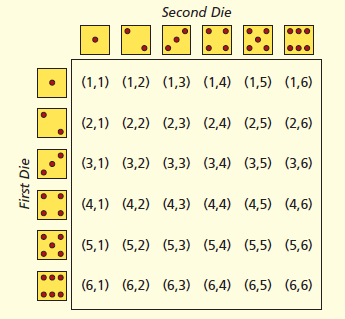 Second Die
First Die
(1,1) (1,2) (1,3) (1,4) (1,5) (1,6)
(2,1) (2,2) (2,3) (2,4) (2,5) (2,6)
(3,1) (3,2) (3,3) (3,4) (3,5) (3,6)
(4,1) (4,2) (4,3) (4,4) (4,5) (4,6)
(5,1) (5,2) (5,3) (5,4) (5,5) (5,6)
(6,1) (6,2) (6,3) (6,4) (6,5) (6,6)